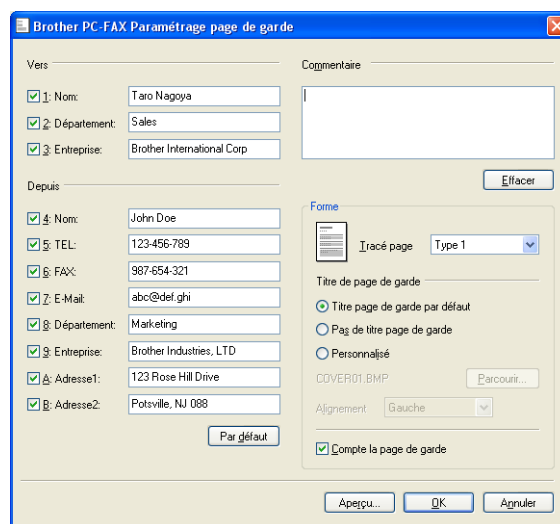 Brother PC-FAX Paramétrage page de garde
Vers
1: Nom: Taro Nagoya
2: Département: Sales
3: Entreprise: Brother International Corp
Depuis
4: Nom: John Doe
5: TEL: 123-456-789
6: FAX: 987-654-321
7: E-Mail: abc@def.ghi
8: Département: Marketing
9: Entreprise: Brother Industries, LTD
A: Adresse1: 123 Rose Hill Drive
B: Adresse2: Potsville, NJ 088
Par défaut
Commentaire
Effacer
Forme
Tracé page Type 1
Titre de page de garde
Titre page de garde par défaut
Pas de titre page de garde
Personnalisé
COVER01.BMP Parcourir...
Alignement Gauche
Compte la page de garde
Aperçu... OK Annuler